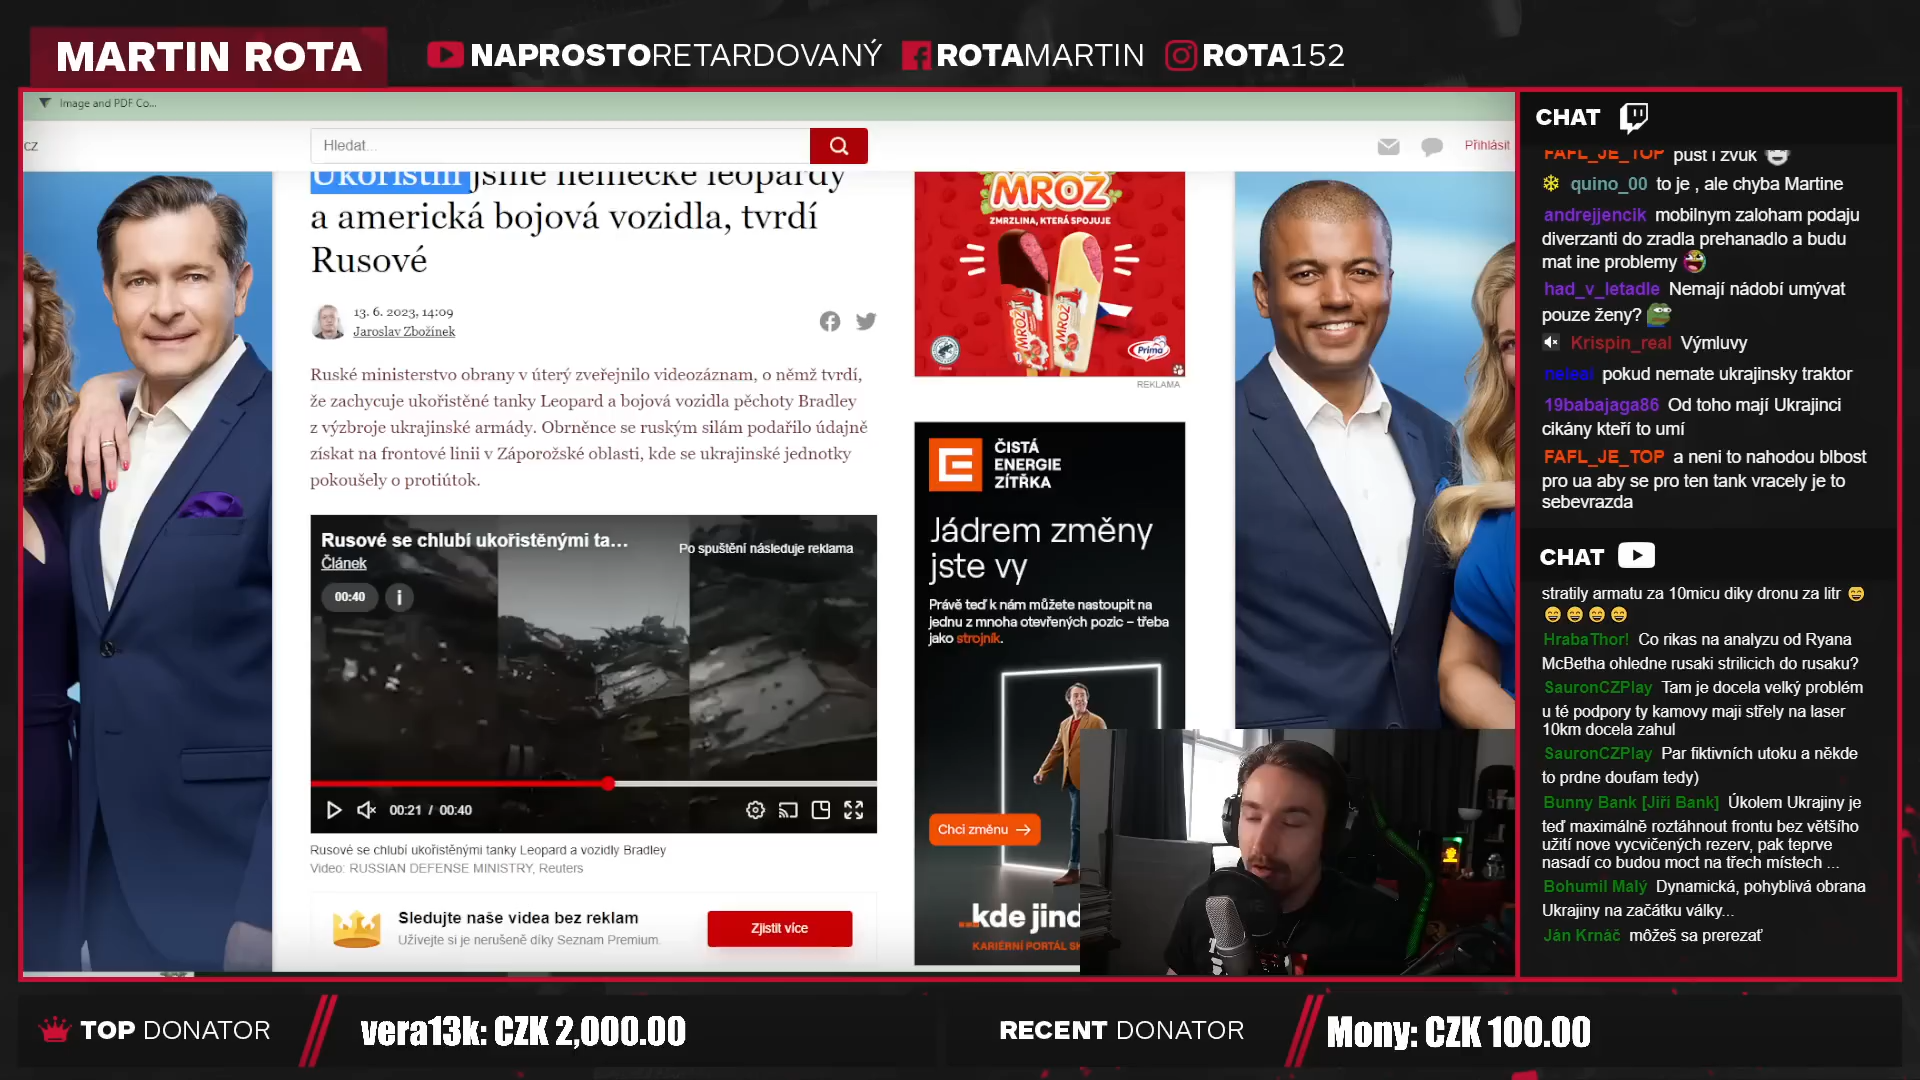 MARTIN ROTA
NAPROSTORETARDOVANÝ
ROTAMARTIN
ROTA152
Image and PDF Co...
cz
Hledat...
Přihlásit
Ukořistili jsme německé leopardy
a americká bojová vozidla, tvrdí
Rusové
13. 6. 2023, 14:09
Jaroslav Zbožínek
Ruské ministerstvo obrany v úterý zveřejnilo videozáznam, o němž tvrdí,
že zachycuje ukořistěné tanky Leopard a bojová vozidla pěchoty Bradley
z výzbroje ukrajinské armády. Obrněnce se ruským silám podařilo údajně
získat na frontové linii v Záporožské oblasti, kde se ukrajinské jednotky
pokoušely o protiútok.
Rusové se chlubí ukořistěnými ta...
Článek
Po spuštění následuje reklama
00:40
i
00:21 / 00:40
Rusové se chlubí ukořistěnými tanky Leopard a vozidly Bradley
Video: RUSSIAN DEFENSE MINISTRY, Reuters
Sledujte naše videa bez reklam
Užívejte si je nerušeně díky Seznam Premium.
Zjistit více
MROŽ
ZMRZLINA, KTERÁ SPOJUJE
MROŽ
MROŽ
Prima
REKLAMA
ČISTÁ
ENERGIE
ZÍTŘKA
Jádrem změny
jste vy
Právě teď k nám můžete nastoupit na
jednu z mnoha otevřených pozic – třeba
jako strojník.
Chci změnu →
...kde jind
KARIÉRNÍ PORTÁL SK
CHAT
FAFL_JE_TOP pust i zvuk
quino_00 to je , ale chyba Martine
andrejjencik mobilnym zaloham podaju
diverzanti do zradla prehanadlo a budu
mat ine problemy
had_v_letadle Nemají nádobí umývat
pouze ženy?
Krispin_real Výmluvy
neleai pokud nemate ukrajinsky traktor
19babajaga86 Od toho mají Ukrajinci
cikány kteří to umí
FAFL_JE_TOP a neni to nahodou blbost
pro ua aby se pro ten tank vracely je to
sebevrazda
CHAT
stratily armatu za 10micu diky dronu za litr
HrabaThor! Co rikas na analyzu od Ryana
McBetha ohledne rusaki strilicich do rusaku?
SauronCZPlay Tam je docela velký problém
u té podpory ty kamovy maji střely na laser
10km docela zahul
SauronCZPlay Par fiktivních utoku a někde
to prdne doufam tedy)
Bunny Bank [Jiří Bank] Úkolem Ukrajiny je
teď maximálně roztáhnout frontu bez většího
užití nove vycvičených rezerv, pak teprve
nasadí co budou moct na třech místech ...
Bohumil Malý Dynamická, pohyblivá obrana
Ukrajiny na začátku války...
Ján Krnáč môžeš sa prerezať
TOP DONATOR
vera13k: CZK 2,000.00
RECENT DONATOR
Mony: CZK 100.00